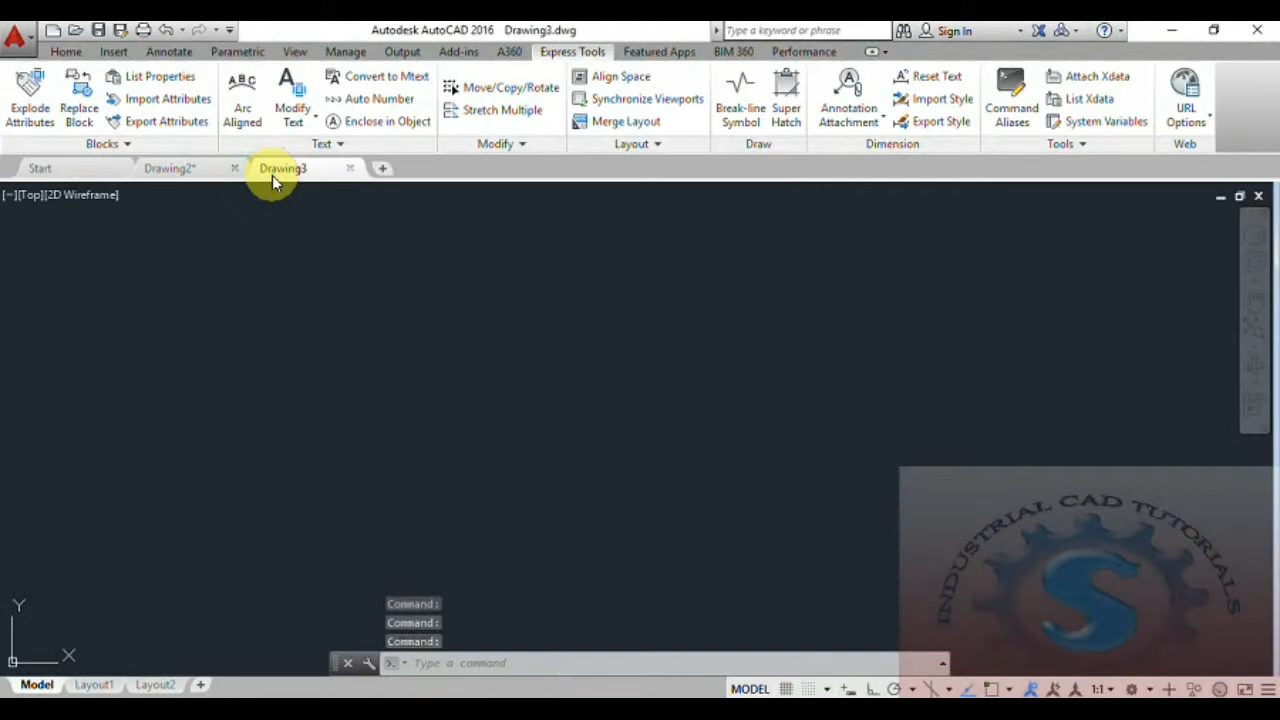 Autodesk AutoCAD 2016 Drawing3.dwg
Type a keyword or phrase
Sign In
Home Insert Annotate Parametric View Manage Output Add-ins A360 Express Tools Featured Apps BIM 360 Performance
Explode Attributes
Replace Block
List Properties
Import Attributes
Export Attributes
Blocks
ABC
Arc Aligned
Modify Text
Convert to Mtext
Auto Number
Enclose in Object
Text
Move/Copy/Rotate
Stretch Multiple
Modify
Align Space
Synchronize Viewports
Merge Layout
Layout
Break-line Symbol
Super Hatch
Draw
Annotation Attachment
Reset Text
Import Style
Export Style
Dimension
Command Aliases
Attach Xdata
List Xdata
System Variables
Tools
URL Options
Web
Start Drawing2* Drawing3
[−][Top][2D Wireframe]
INDUSTRIAL CAD TUTORIALS
S
Y
X
Command:
Command:
Command:
Type a command
Model Layout1 Layout2
MODEL 1:1